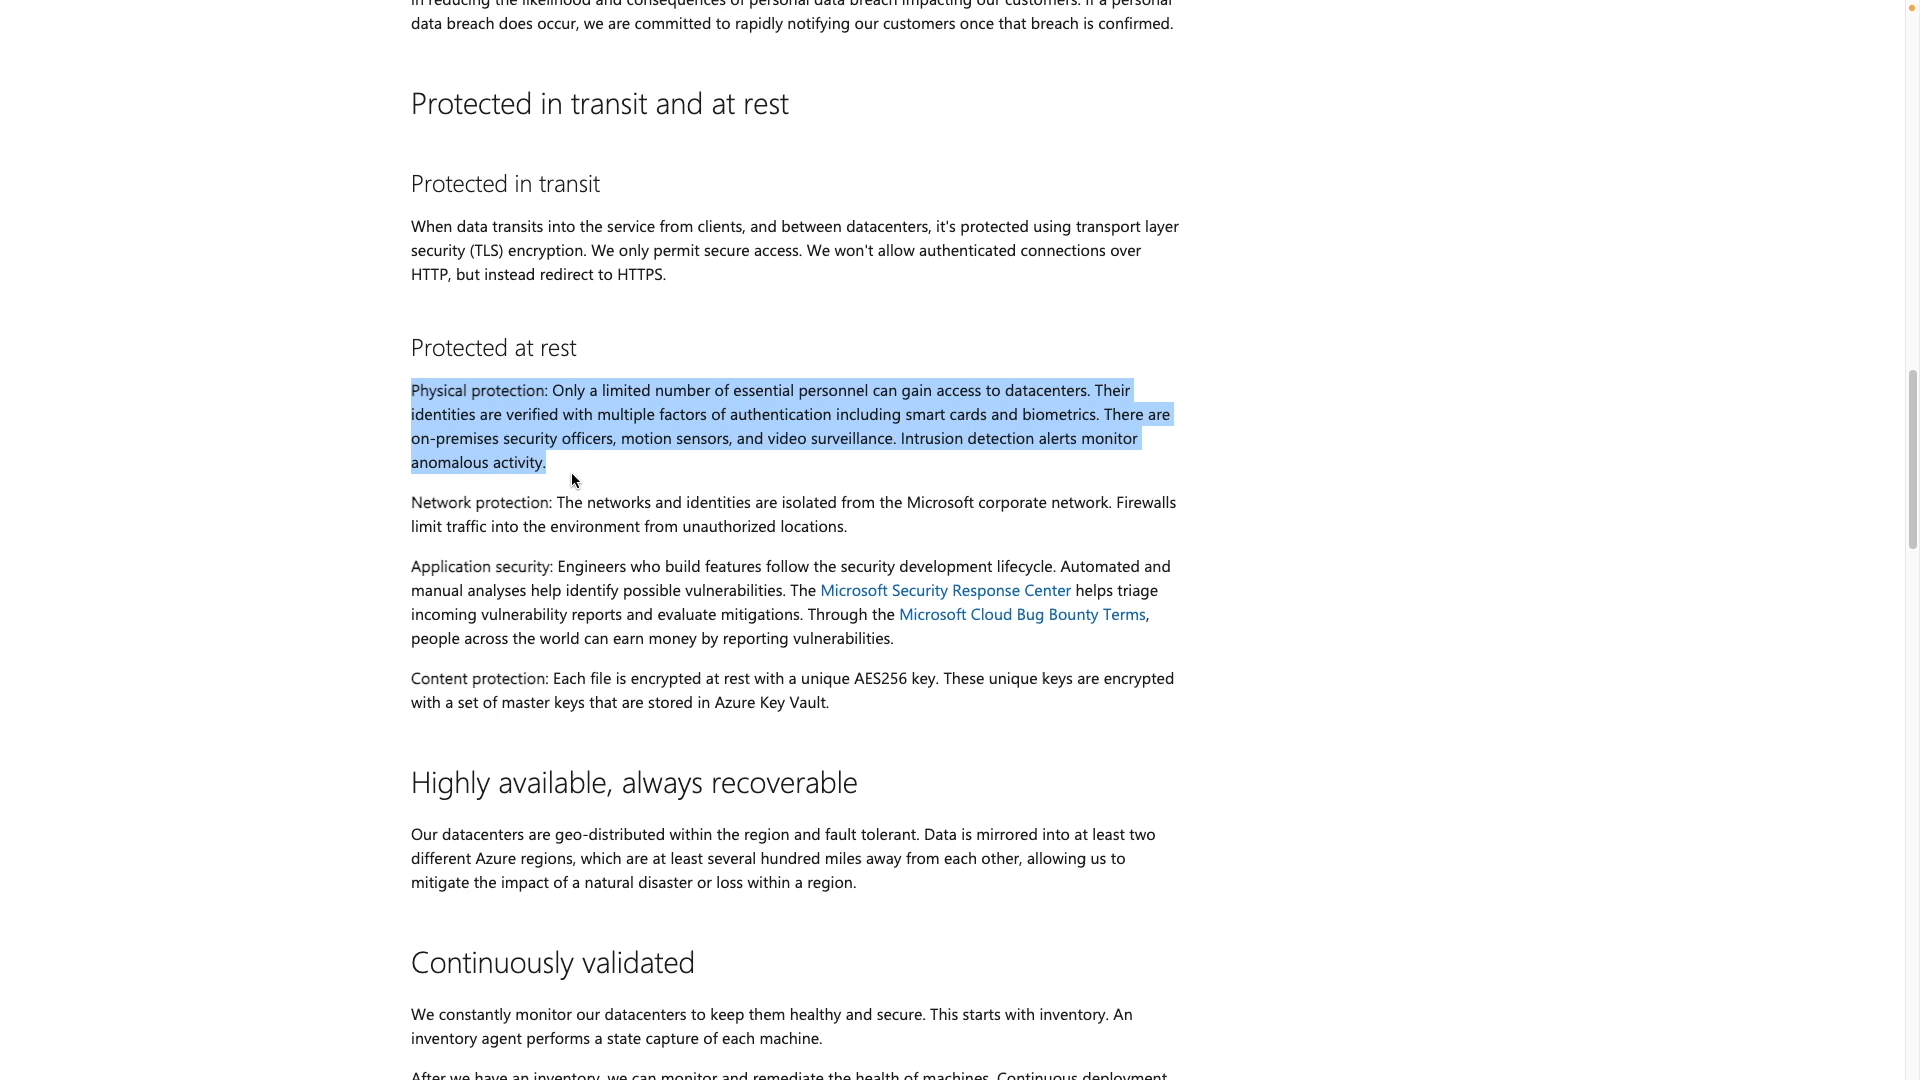 in reducing the likelihood and consequences of personal data breach impacting our customers. If a personal
data breach does occur, we are committed to rapidly notifying our customers once that breach is confirmed.
Protected in transit and at rest
Protected in transit
When data transits into the service from clients, and between datacenters, it's protected using transport layer
security (TLS) encryption. We only permit secure access. We won't allow authenticated connections over
HTTP, but instead redirect to HTTPS.
Protected at rest
Physical protection: Only a limited number of essential personnel can gain access to datacenters. Their
identities are verified with multiple factors of authentication including smart cards and biometrics. There are
on-premises security officers, motion sensors, and video surveillance. Intrusion detection alerts monitor
anomalous activity.
Network protection: The networks and identities are isolated from the Microsoft corporate network. Firewalls
limit traffic into the environment from unauthorized locations.
Application security: Engineers who build features follow the security development lifecycle. Automated and
manual analyses help identify possible vulnerabilities. The Microsoft Security Response Center helps triage
incoming vulnerability reports and evaluate mitigations. Through the Microsoft Cloud Bug Bounty Terms,
people across the world can earn money by reporting vulnerabilities.
Content protection: Each file is encrypted at rest with a unique AES256 key. These unique keys are encrypted
with a set of master keys that are stored in Azure Key Vault.
Highly available, always recoverable
Our datacenters are geo-distributed within the region and fault tolerant. Data is mirrored into at least two
different Azure regions, which are at least several hundred miles away from each other, allowing us to
mitigate the impact of a natural disaster or loss within a region.
Continuously validated
We constantly monitor our datacenters to keep them healthy and secure. This starts with inventory. An
inventory agent performs a state capture of each machine.
After we have an inventory, we can monitor and remediate the health of machines. Continuous deployment